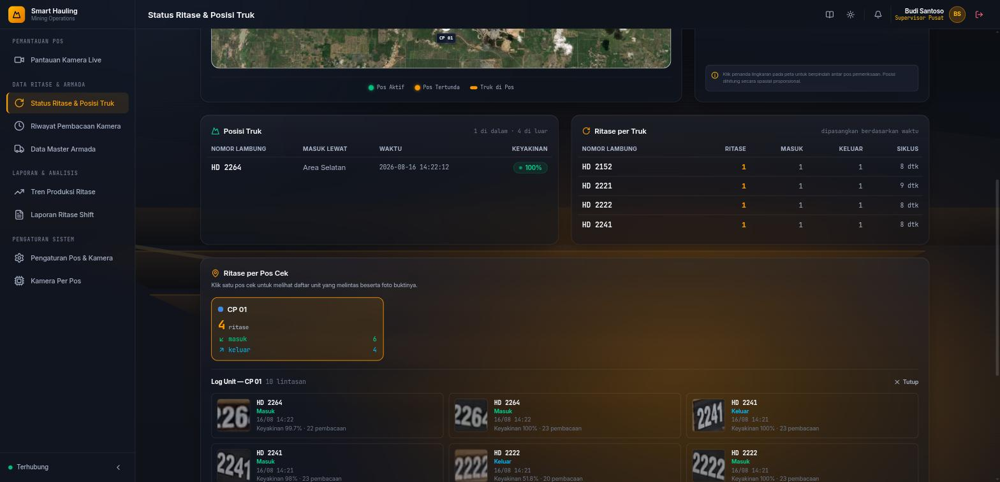 Smart Hauling
Mining Operations
Status Ritase & Posisi Truk
Budi Santoso
Supervisor Pusat
BS
PEMANTAUAN POS
Pantauan Kamera Live
DATA RITASE & ARMADA
Status Ritase & Posisi Truk
Riwayat Pembacaan Kamera
Data Master Armada
LAPORAN & ANALISIS
Tren Produksi Ritase
Laporan Ritase Shift
PENGATURAN SISTEM
Pengaturan Pos & Kamera
Kamera Per Pos
Terhubung
CP 01
Pos Aktif
Pos Tertunda
Truk di Pos
Klik penanda lingkaran pada peta untuk berpindah antar pos pemeriksaan. Posisi
dihitung secara spasial proporsional.
Posisi Truk
1 di dalam · 4 di luar
NOMOR LAMBUNG MASUK LEWAT WAKTU KEYAKINAN
HD 2264 Area Selatan 2026-08-16 14:22:12 100%
Ritase per Truk
dipasangkan berdasarkan waktu
NOMOR LAMBUNG RITASE MASUK KELUAR SIKLUS
HD 2152 1 1 1 8 dtk
HD 2221 1 1 1 9 dtk
HD 2222 1 1 1 8 dtk
HD 2241 1 1 1 8 dtk
Ritase per Pos Cek
Klik satu pos cek untuk melihat daftar unit yang melintas beserta foto buktinya.
CP 01
4 ritase
masuk 6
keluar 4
Log Unit — CP 01 10 lintasan
Tutup
226
HD 2264
Masuk
16/08 14:22
Keyakinan 99.7% · 22 pembacaan
2264
HD 2264
Masuk
16/08 14:22
Keyakinan 100% · 23 pembacaan
2241
HD 2241
Keluar
16/08 14:21
Keyakinan 100% · 23 pembacaan
2241
HD 2241
Masuk
16/08 14:21
Keyakinan 98% · 23 pembacaan
2222
HD 2222
Keluar
16/08 14:21
Keyakinan 51.8% · 20 pembacaan
2222
HD 2222
Masuk
16/08 14:21
Keyakinan 100% · 23 pembacaan